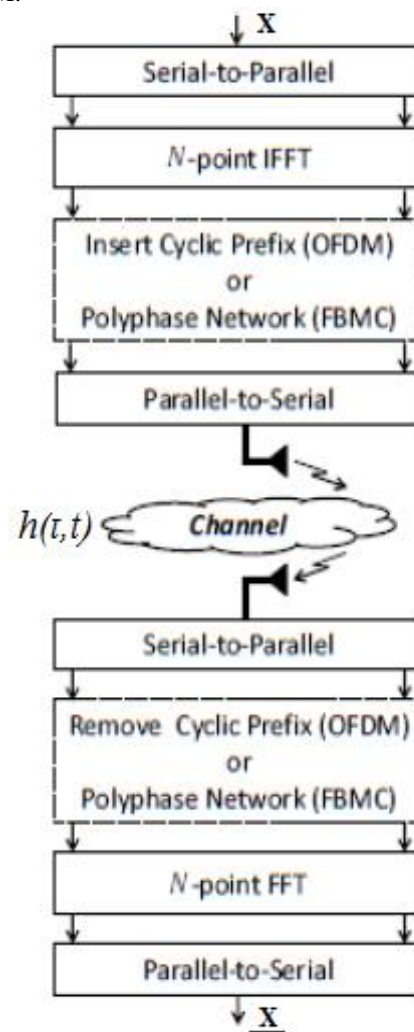 X
Serial-to-Parallel
N-point IFFT
Insert Cyclic Prefix (OFDM)
or
Polyphase Network (FBMC)
Parallel-to-Serial
h(τ,t)
Channel
Serial-to-Parallel
Remove Cyclic Prefix (OFDM)
or
Polyphase Network (FBMC)
N-point FFT
Parallel-to-Serial
X